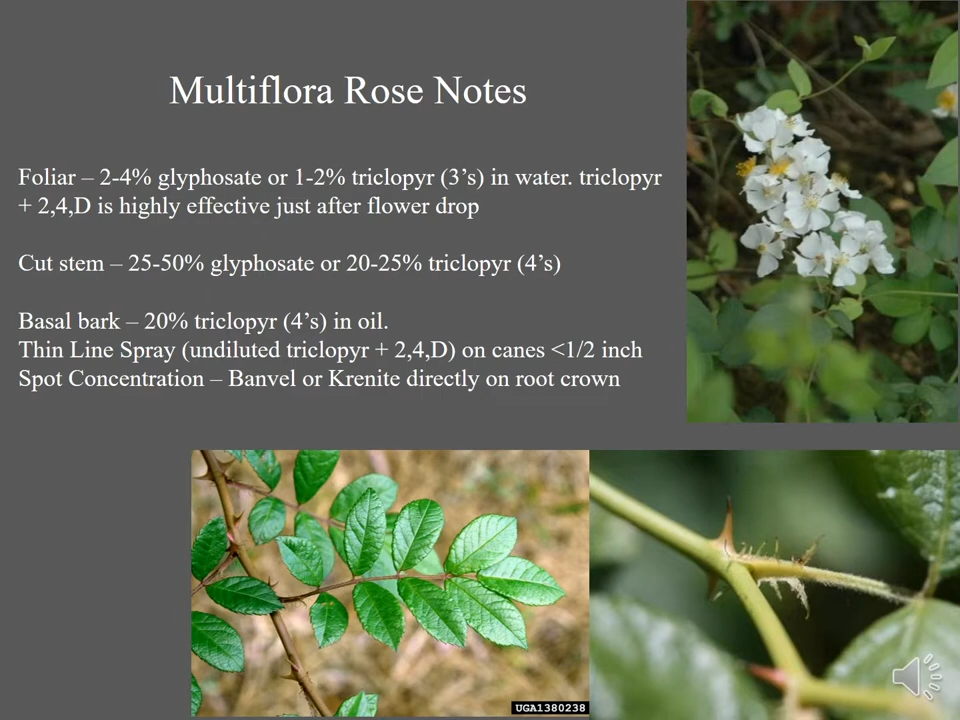 Multiflora Rose Notes
Foliar – 2-4% glyphosate or 1-2% triclopyr (3’s) in water. triclopyr
+ 2,4,D is highly effective just after flower drop
Cut stem – 25-50% glyphosate or 20-25% triclopyr (4’s)
Basal bark – 20% triclopyr (4’s) in oil.
Thin Line Spray (undiluted triclopyr + 2,4,D) on canes <1/2 inch
Spot Concentration – Banvel or Krenite directly on root crown
UGA1380238